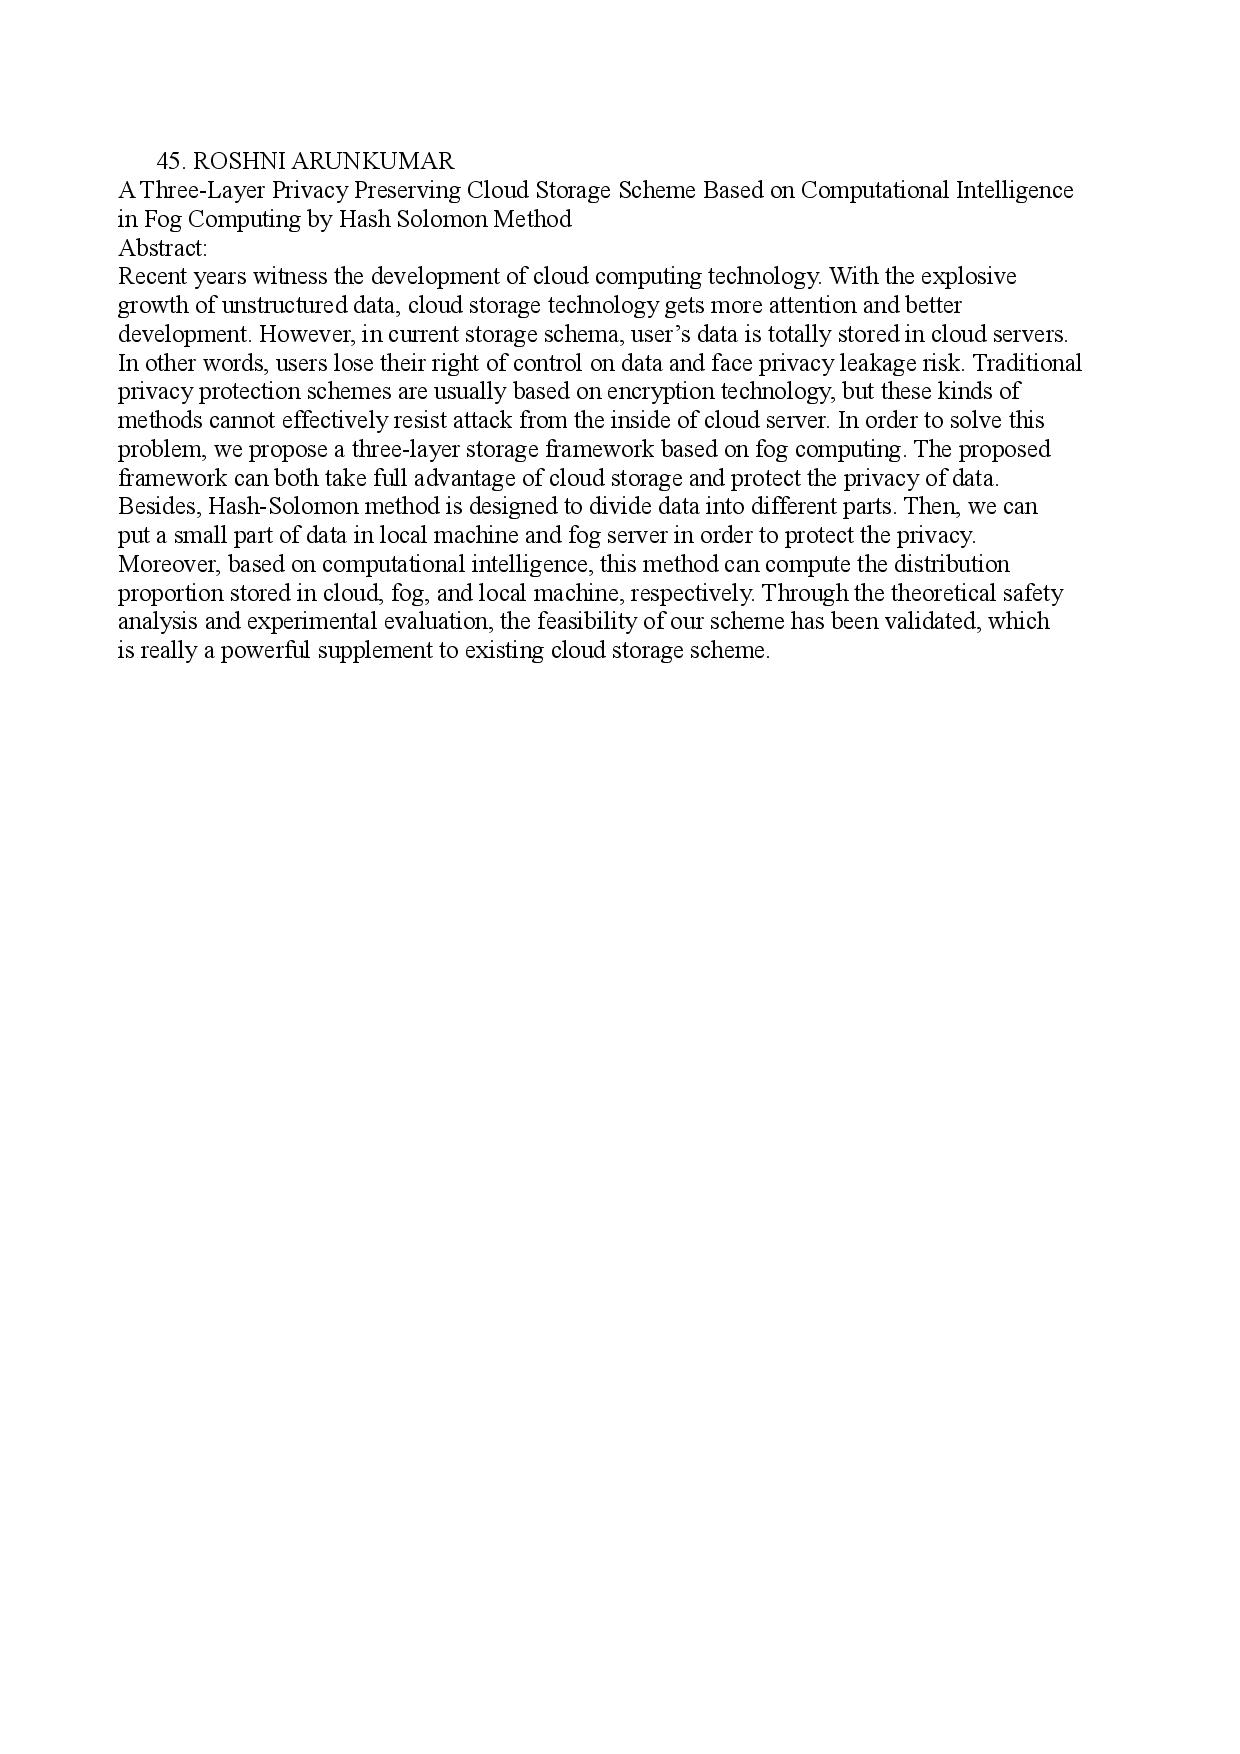 45. ROSHNI ARUNKUMAR
A Three-Layer Privacy Preserving Cloud Storage Scheme Based on Computational Intelligence
in Fog Computing by Hash Solomon Method
Abstract:
Recent years witness the development of cloud computing technology. With the explosive
growth of unstructured data, cloud storage technology gets more attention and better
development. However, in current storage schema, user’s data is totally stored in cloud servers.
In other words, users lose their right of control on data and face privacy leakage risk. Traditional
privacy protection schemes are usually based on encryption technology, but these kinds of
methods cannot effectively resist attack from the inside of cloud server. In order to solve this
problem, we propose a three-layer storage framework based on fog computing. The proposed
framework can both take full advantage of cloud storage and protect the privacy of data.
Besides, Hash-Solomon method is designed to divide data into different parts. Then, we can
put a small part of data in local machine and fog server in order to protect the privacy.
Moreover, based on computational intelligence, this method can compute the distribution
proportion stored in cloud, fog, and local machine, respectively. Through the theoretical safety
analysis and experimental evaluation, the feasibility of our scheme has been validated, which
is really a powerful supplement to existing cloud storage scheme.